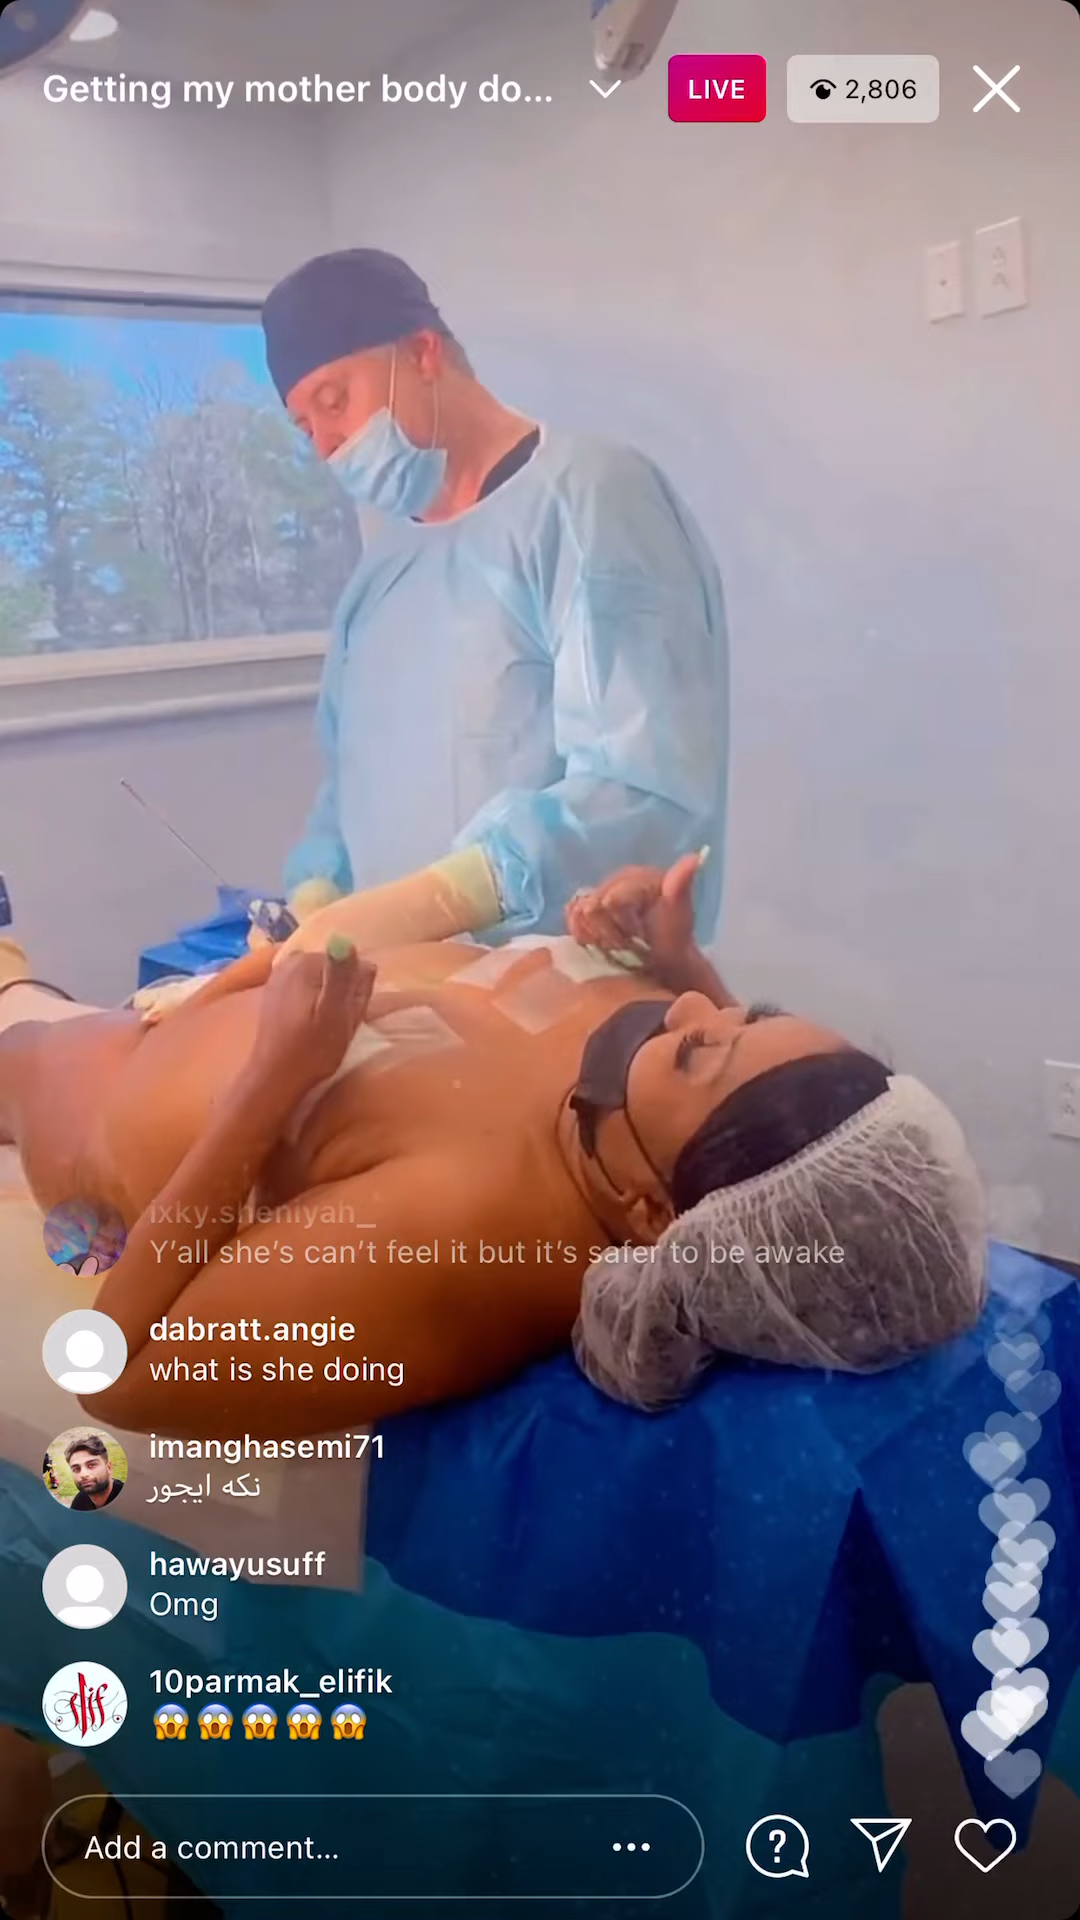 Getting my mother body do...
LIVE
2,806
ixky.sheniyah_
Y'all she's can't feel it but it's safer to be awake
dabratt.angie
what is she doing
imanghasemi71
نکه ایجور
hawayusuff
Omg
10parmak_elifik
😱😱😱😱😱
Add a comment...